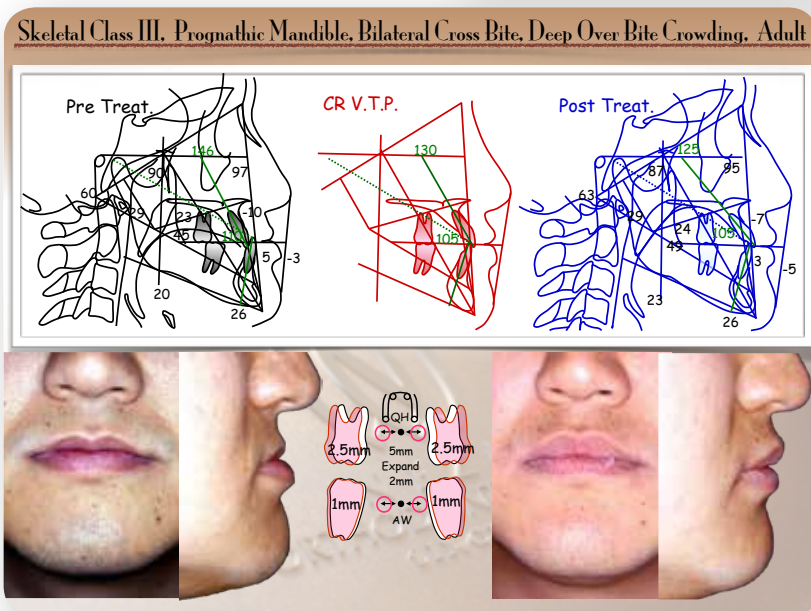 Skeletal Class III, Prognathic Mandible, Bilateral Cross Bite, Deep Over Bite Crowding, Adult
Pre Treat.
146
90
97
60
29
23
-10
45
5
-3
20
26
CR V.T.P.
130
105
Post Treat.
125
87
95
63
29
24
-7
105
49
3
-5
23
26
QH
2.5mm
5mm
2.5mm
Expand
2mm
1mm
1mm
AW